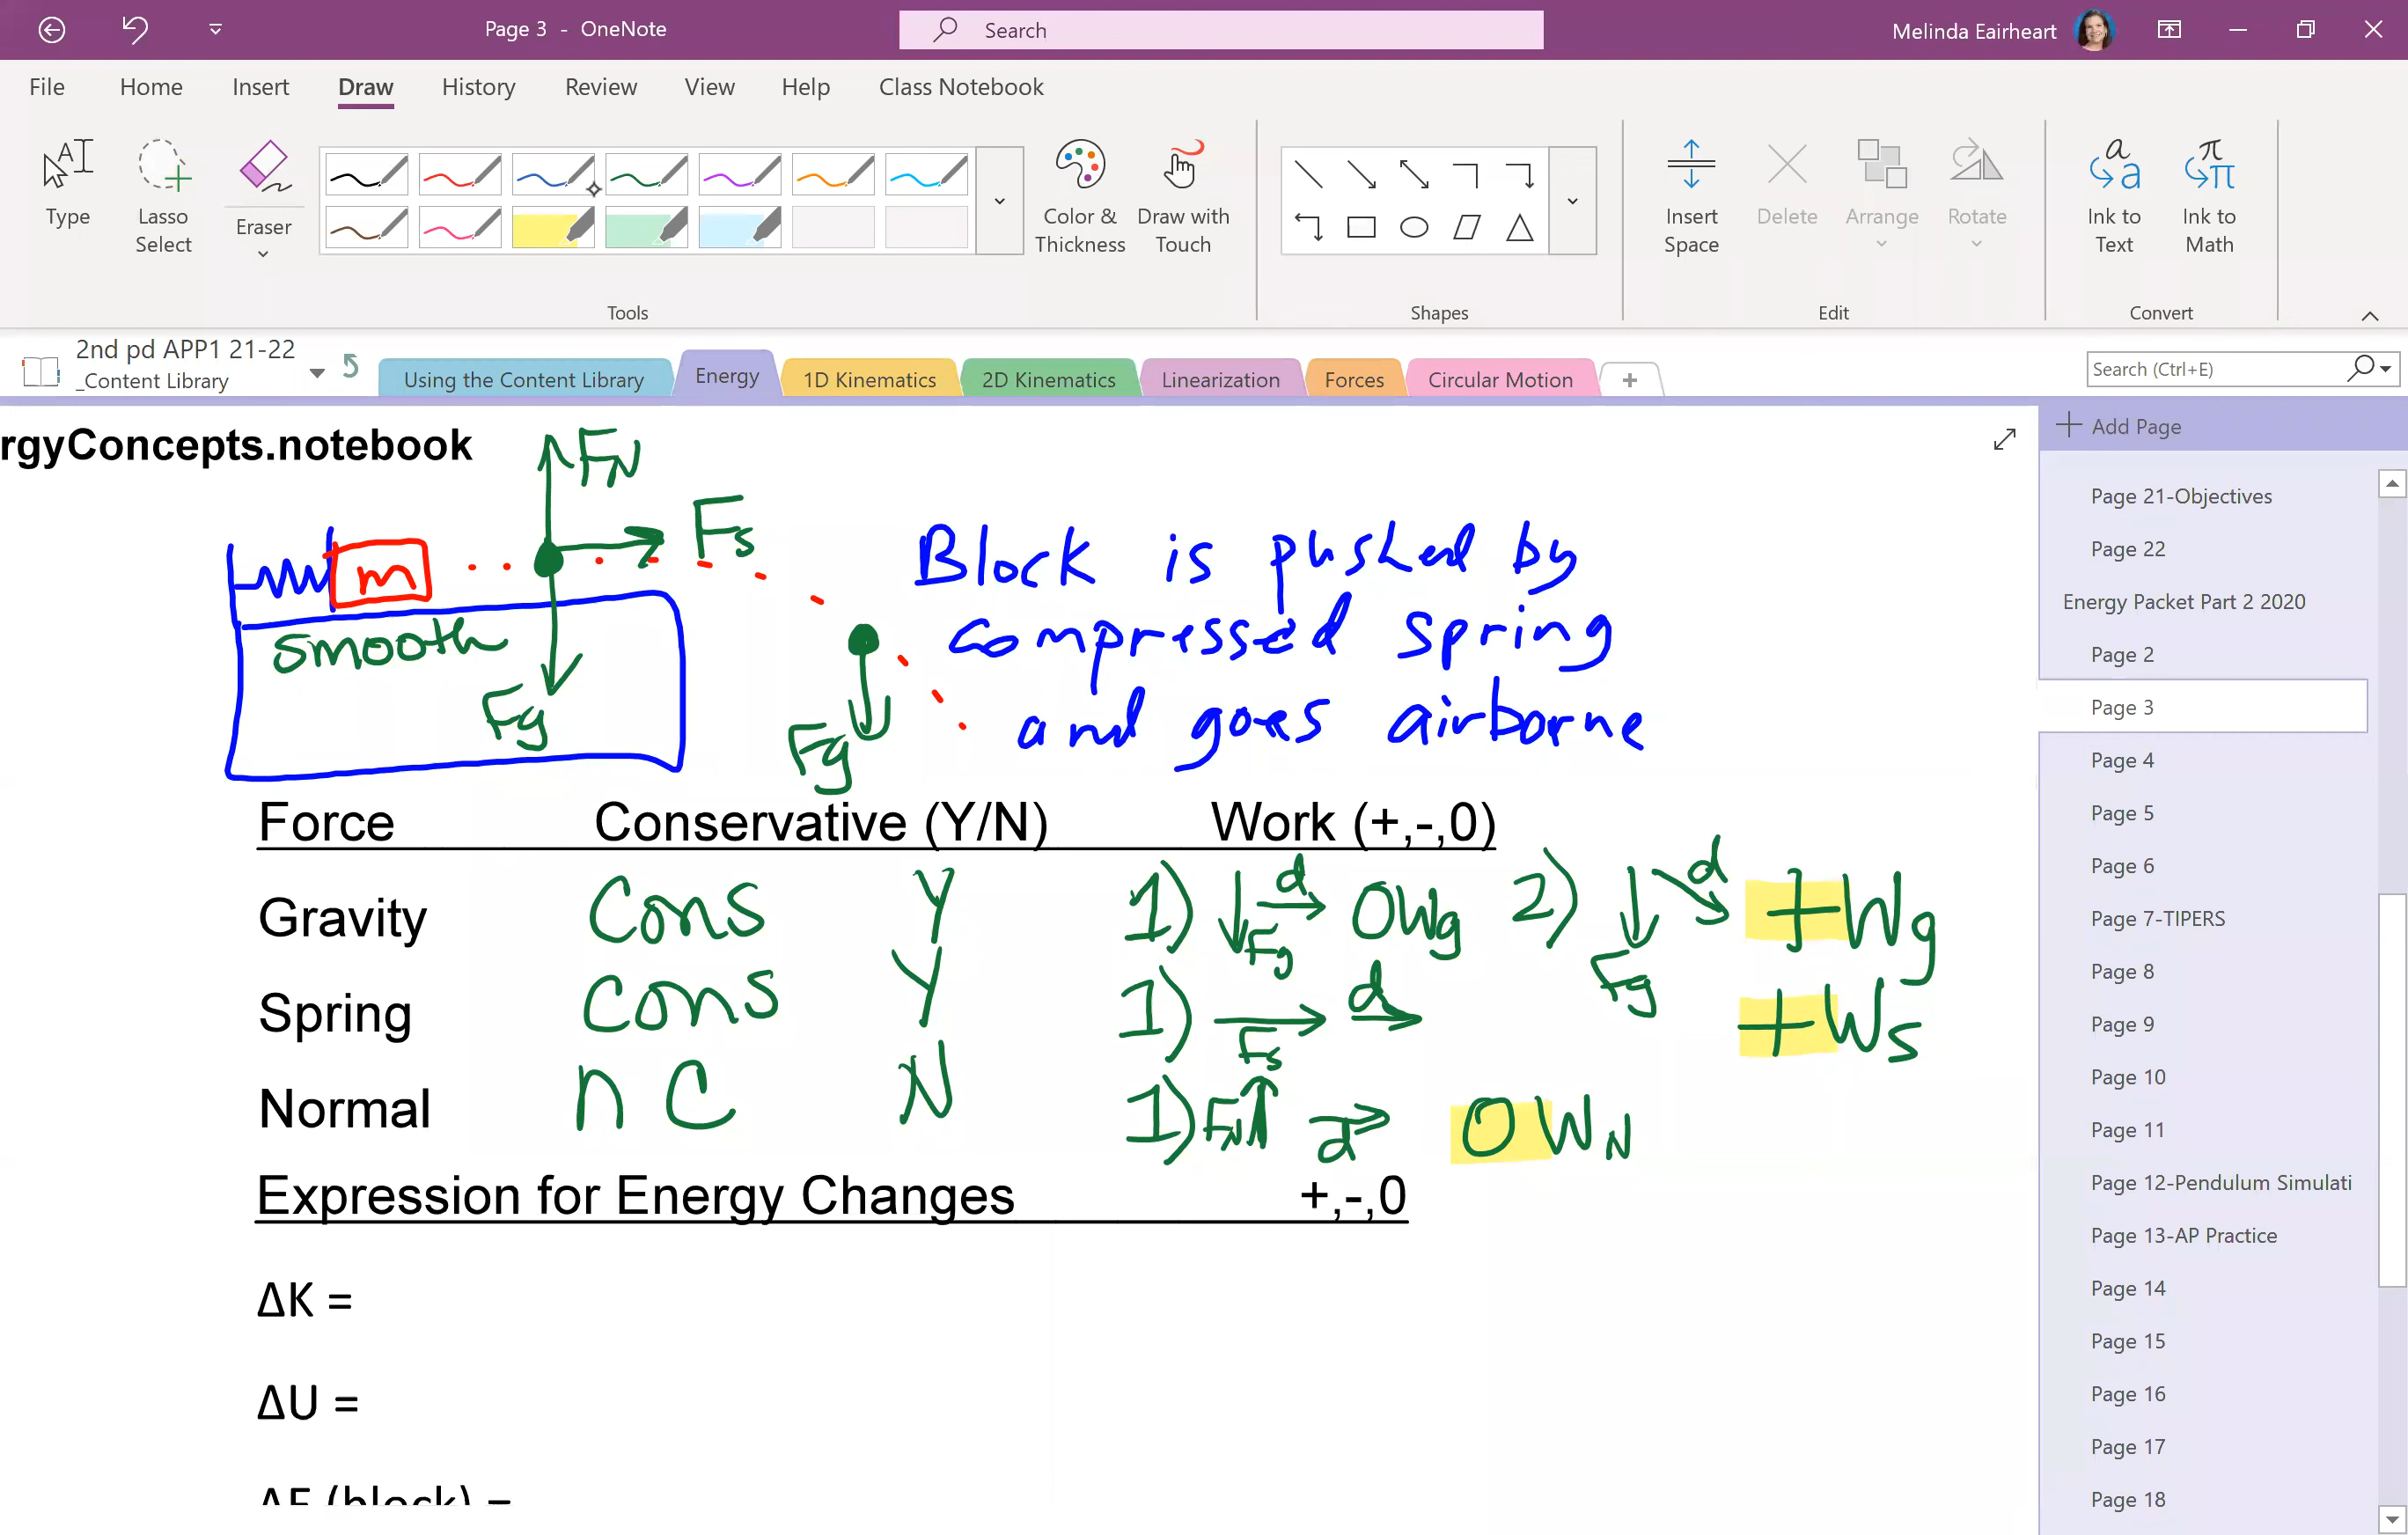 Page 3 - OneNote
Search
Melinda Eairheart
File Home Insert Draw History Review View Help Class Notebook
Type
Lasso Select
Eraser
Color & Thickness
Draw with Touch
Insert Space
Delete
Arrange
Rotate
Ink to Text
Ink to Math
Tools
Shapes
Edit
Convert
2nd pd APP1 21-22
_Content Library
Using the Content Library
Energy
1D Kinematics
2D Kinematics
Linearization
Forces
Circular Motion
+
Search (Ctrl+E)
rgyConcepts.notebook
FN
Fs
m
smooth
Fg
Fg
Block is pushed by
compressed spring
and goes airborne
Force Conservative (Y/N) Work (+,-,0)
Gravity Cons Y 1) Fg d 0Wg 2) Fg d +Wg
Spring Cons Y 1) Fs d +Ws
Normal nC N 1) FN d 0WN
Expression for Energy Changes +,-,0
ΔK =
ΔU =
ΔE (block) =
Add Page
Page 21-Objectives
Page 22
Energy Packet Part 2 2020
Page 2
Page 3
Page 4
Page 5
Page 6
Page 7-TIPERS
Page 8
Page 9
Page 10
Page 11
Page 12-Pendulum Simulati
Page 13-AP Practice
Page 14
Page 15
Page 16
Page 17
Page 18